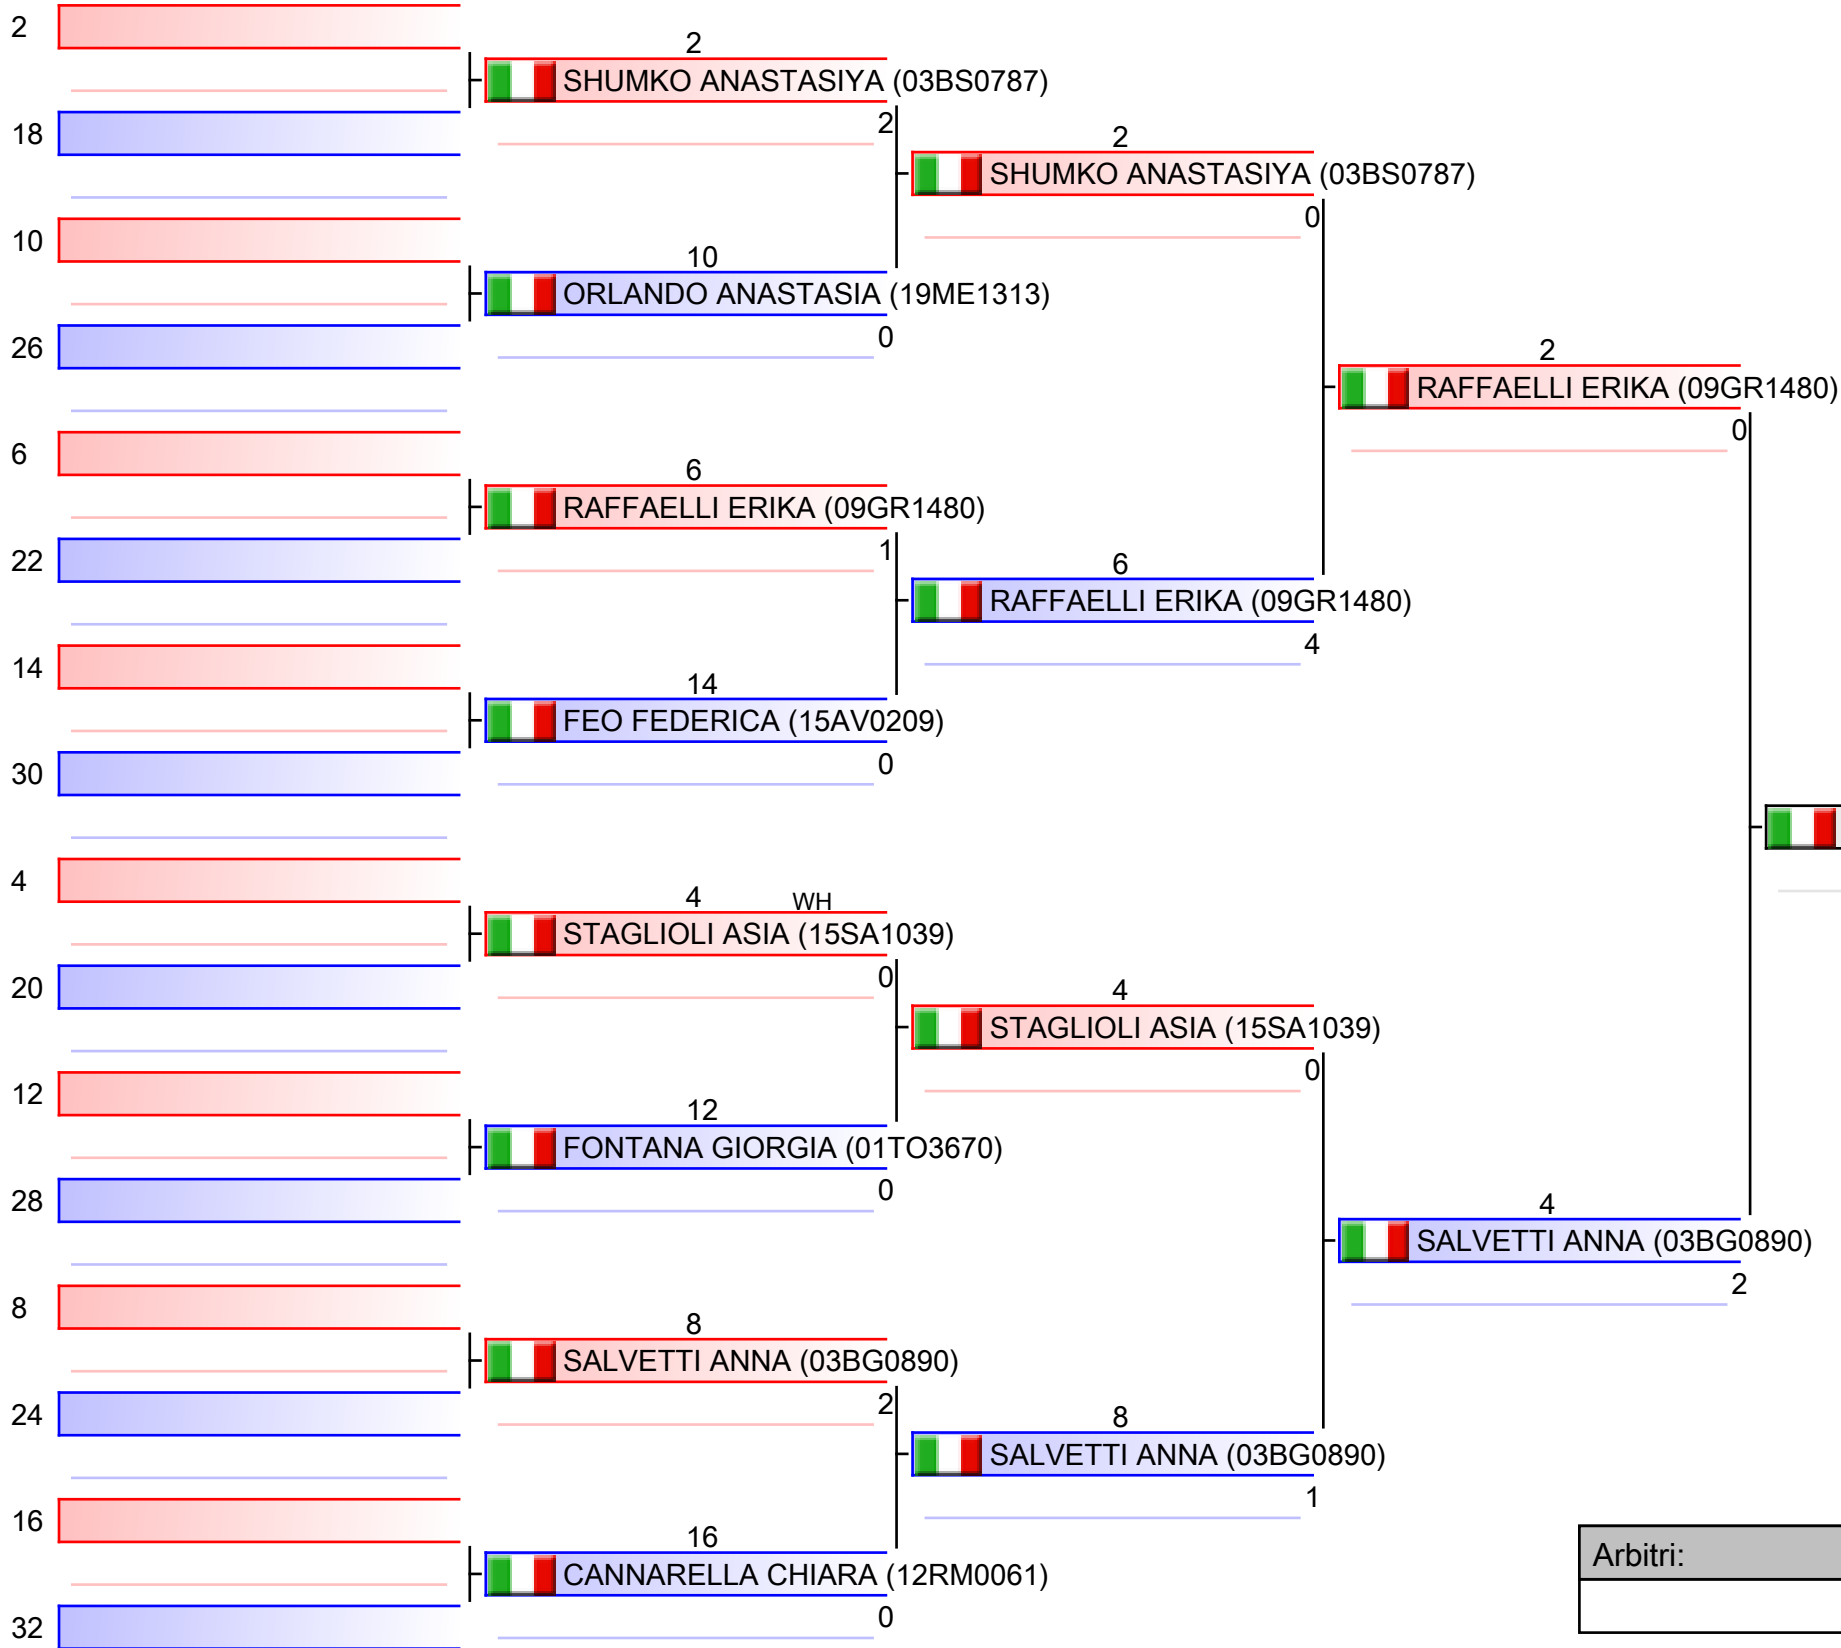 2
2
SHUMKO ANASTASIYA (03BS0787)
2
18
2
SHUMKO ANASTASIYA (03BS0787)
0
10
10
ORLANDO ANASTASIA (19ME1313)
0
26
2
RAFFAELLI ERIKA (09GR1480)
0
6
6
RAFFAELLI ERIKA (09GR1480)
1
22
6
RAFFAELLI ERIKA (09GR1480)
4
14
14
FEO FEDERICA (15AV0209)
0
30
4
4 WH
STAGLIOLI ASIA (15SA1039)
0
20
4
STAGLIOLI ASIA (15SA1039)
0
12
12
FONTANA GIORGIA (01TO3670)
0
28
4
SALVETTI ANNA (03BG0890)
2
8
8
SALVETTI ANNA (03BG0890)
2
24
8
SALVETTI ANNA (03BG0890)
1
16
16
CANNARELLA CHIARA (12RM0061)
0
32
Arbitri: